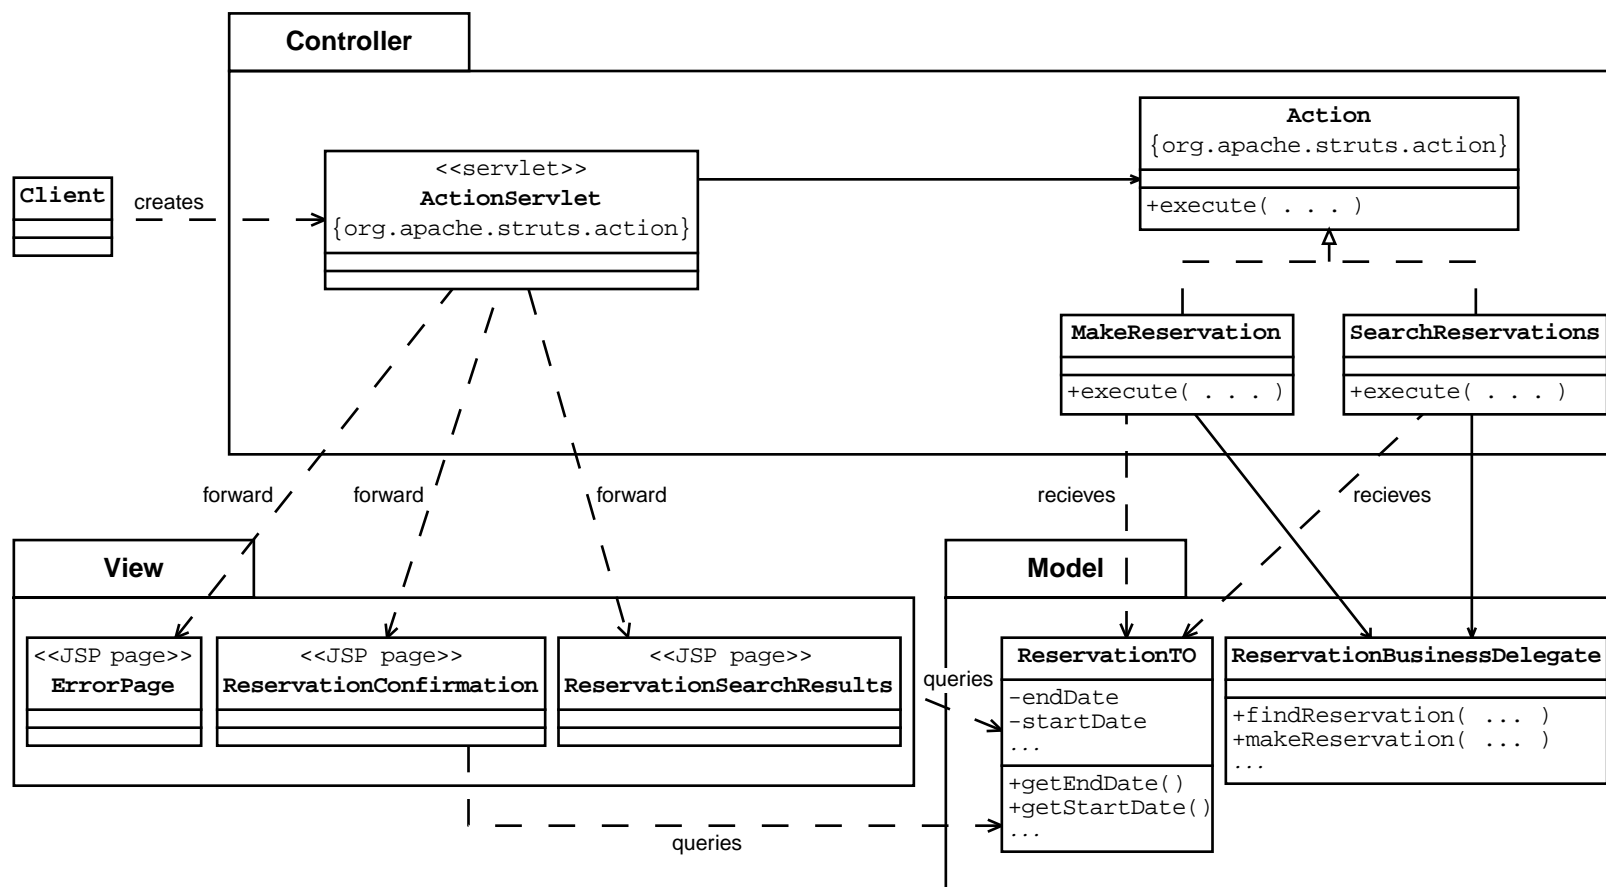 Controller
Action
{org.apache.struts.action}
+execute( . . . )
<<servlet>>
ActionServlet
{org.apache.struts.action}
Client
creates
MakeReservation
+execute( . . . )
SearchReservations
+execute( . . . )
forward
forward
forward
recieves
recieves
View
Model
<<JSP page>>
ErrorPage
<<JSP page>>
ReservationConfirmation
<<JSP page>>
ReservationSearchResults
queries
ReservationTO
-endDate
-startDate
...
+getEndDate()
+getStartDate()
...
ReservationBusinessDelegate
+findReservation( ... )
+makeReservation( ... )
...
queries